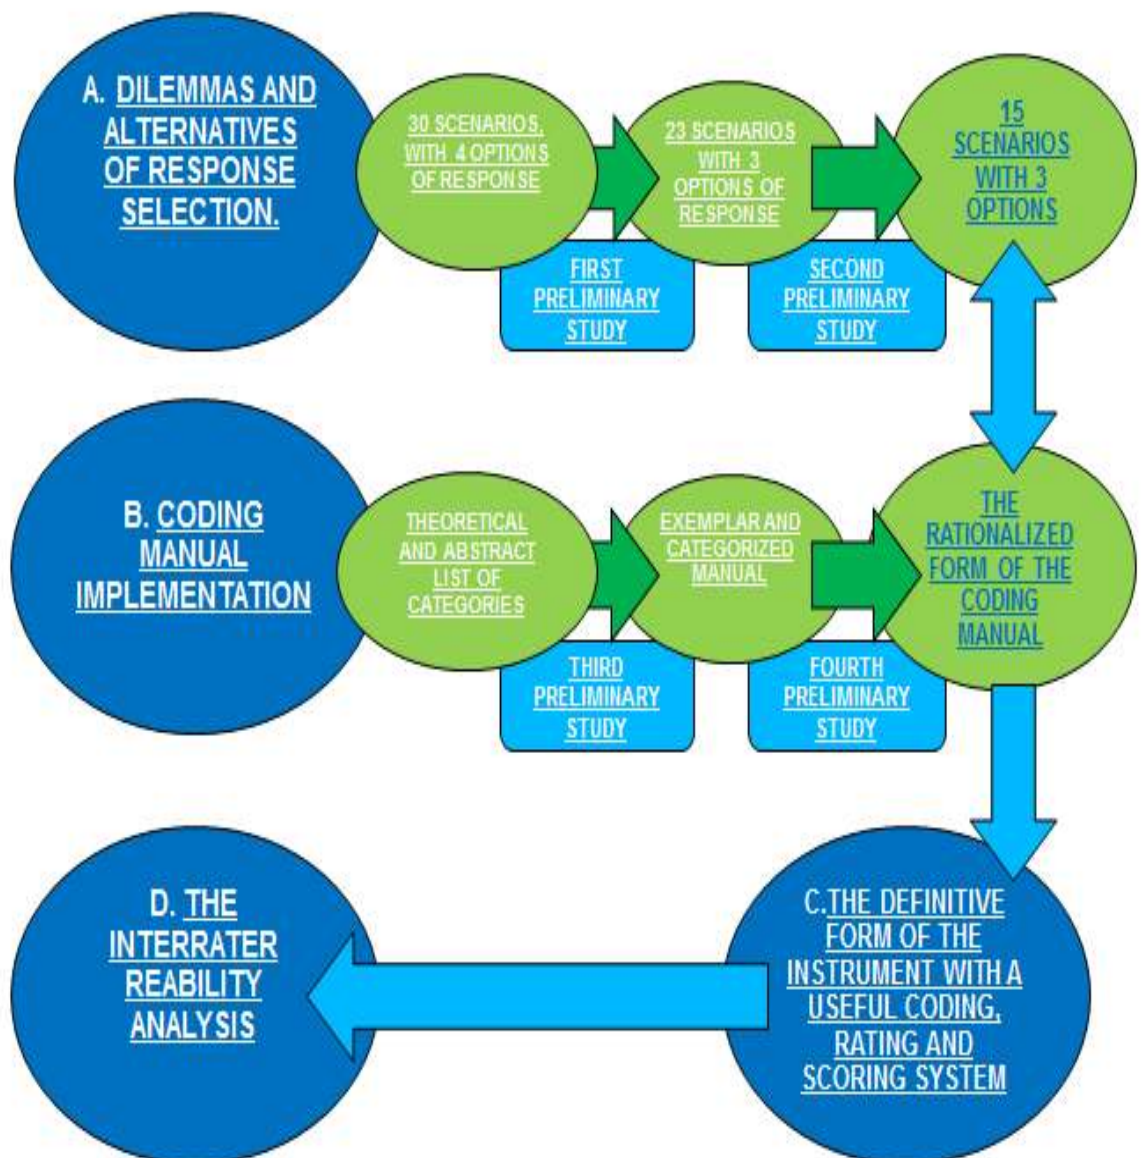 A. DILEMMAS AND
ALTERNATIVES
OF RESPONSE
SELECTION.
30 SCENARIOS,
WITH 4 OPTIONS
OF RESPONSE
23 SCENARIOS
WITH 3
OPTIONS OF
RESPONSE
15
SCENARIOS
WITH 3
OPTIONS
FIRST
PRELIMINARY
STUDY
SECOND
PRELIMINARY
STUDY
B. CODING
MANUAL
IMPLEMENTATION
THEORETICAL
AND ABSTRACT
LIST OF
CATEGORIES
EXEMPLAR AND
CATEGORIZED
MANUAL
THE
RATIONALIZED
FORM OF THE
CODING
MANUAL
THIRD
PRELIMINARY
STUDY
FOURTH
PRELIMINARY
STUDY
D. THE
INTERRATER
REABILITY
ANALYSIS
C.THE DEFINITIVE
FORM OF THE
INSTRUMENT WITH A
USEFUL CODING,
RATING AND
SCORING SYSTEM